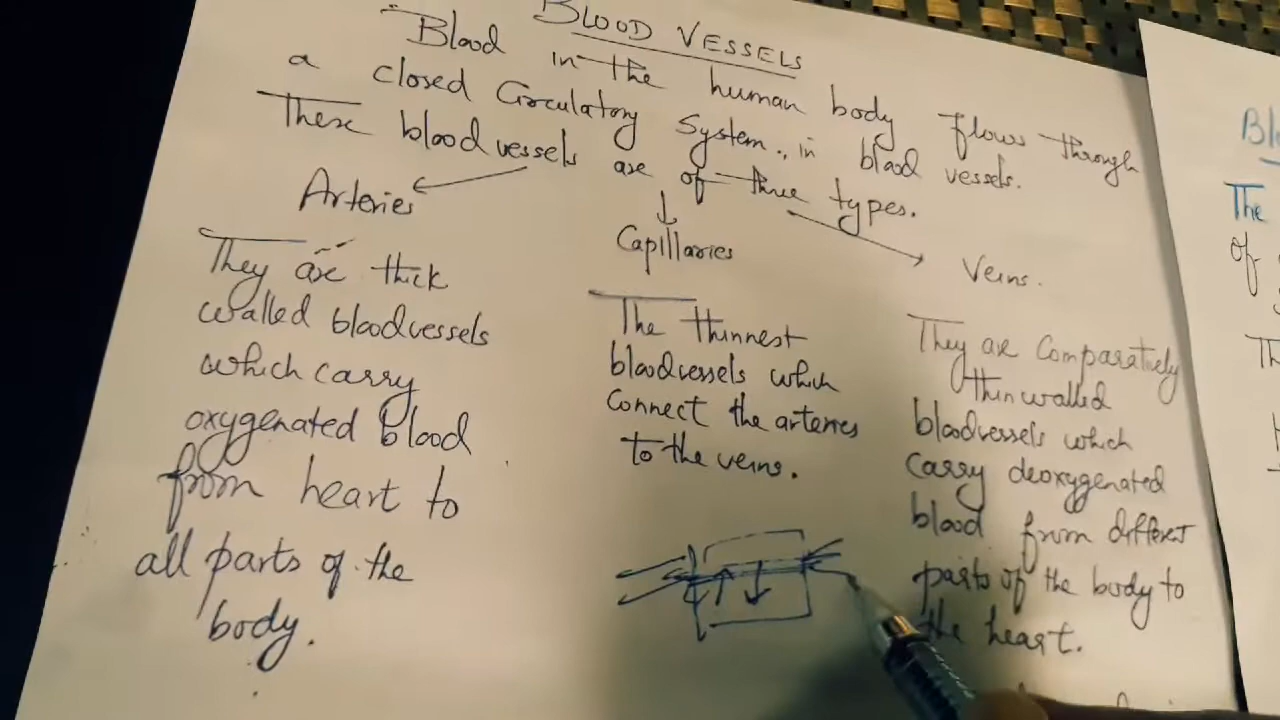 BLOOD VESSELS
Blood in the human body flows through
a closed Circulatory System., in blood vessels.
These blood vessels are of three types.
Arteries
They are thick
walled bloodvessels
which carry
oxygenated blood
from heart to
all parts of the
body.
Capillaries
The thinnest
bloodvessels which
connect the arteries
to the veins.
Veins.
They are Comparatively
thin walled
bloodvessels which
carry deoxygenated
blood from different
parts of the body to
the heart.
The
of